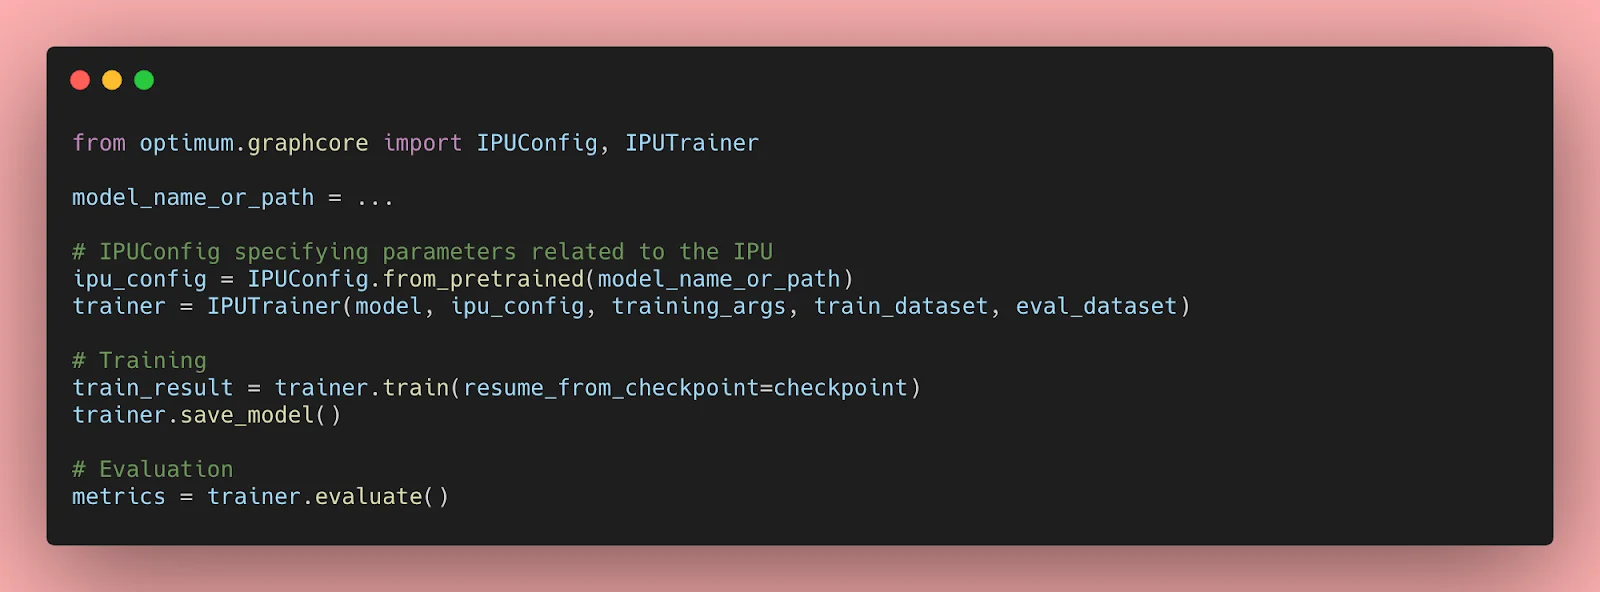 from optimum.graphcore import IPUConfig, IPUTrainer
model_name_or_path = ...
# IPUConfig specifying parameters related to the IPU
ipu_config = IPUConfig.from_pretrained(model_name_or_path)
trainer = IPUTrainer(model, ipu_config, training_args, train_dataset, eval_dataset)
# Training
train_result = trainer.train(resume_from_checkpoint=checkpoint)
trainer.save_model()
# Evaluation
metrics = trainer.evaluate()